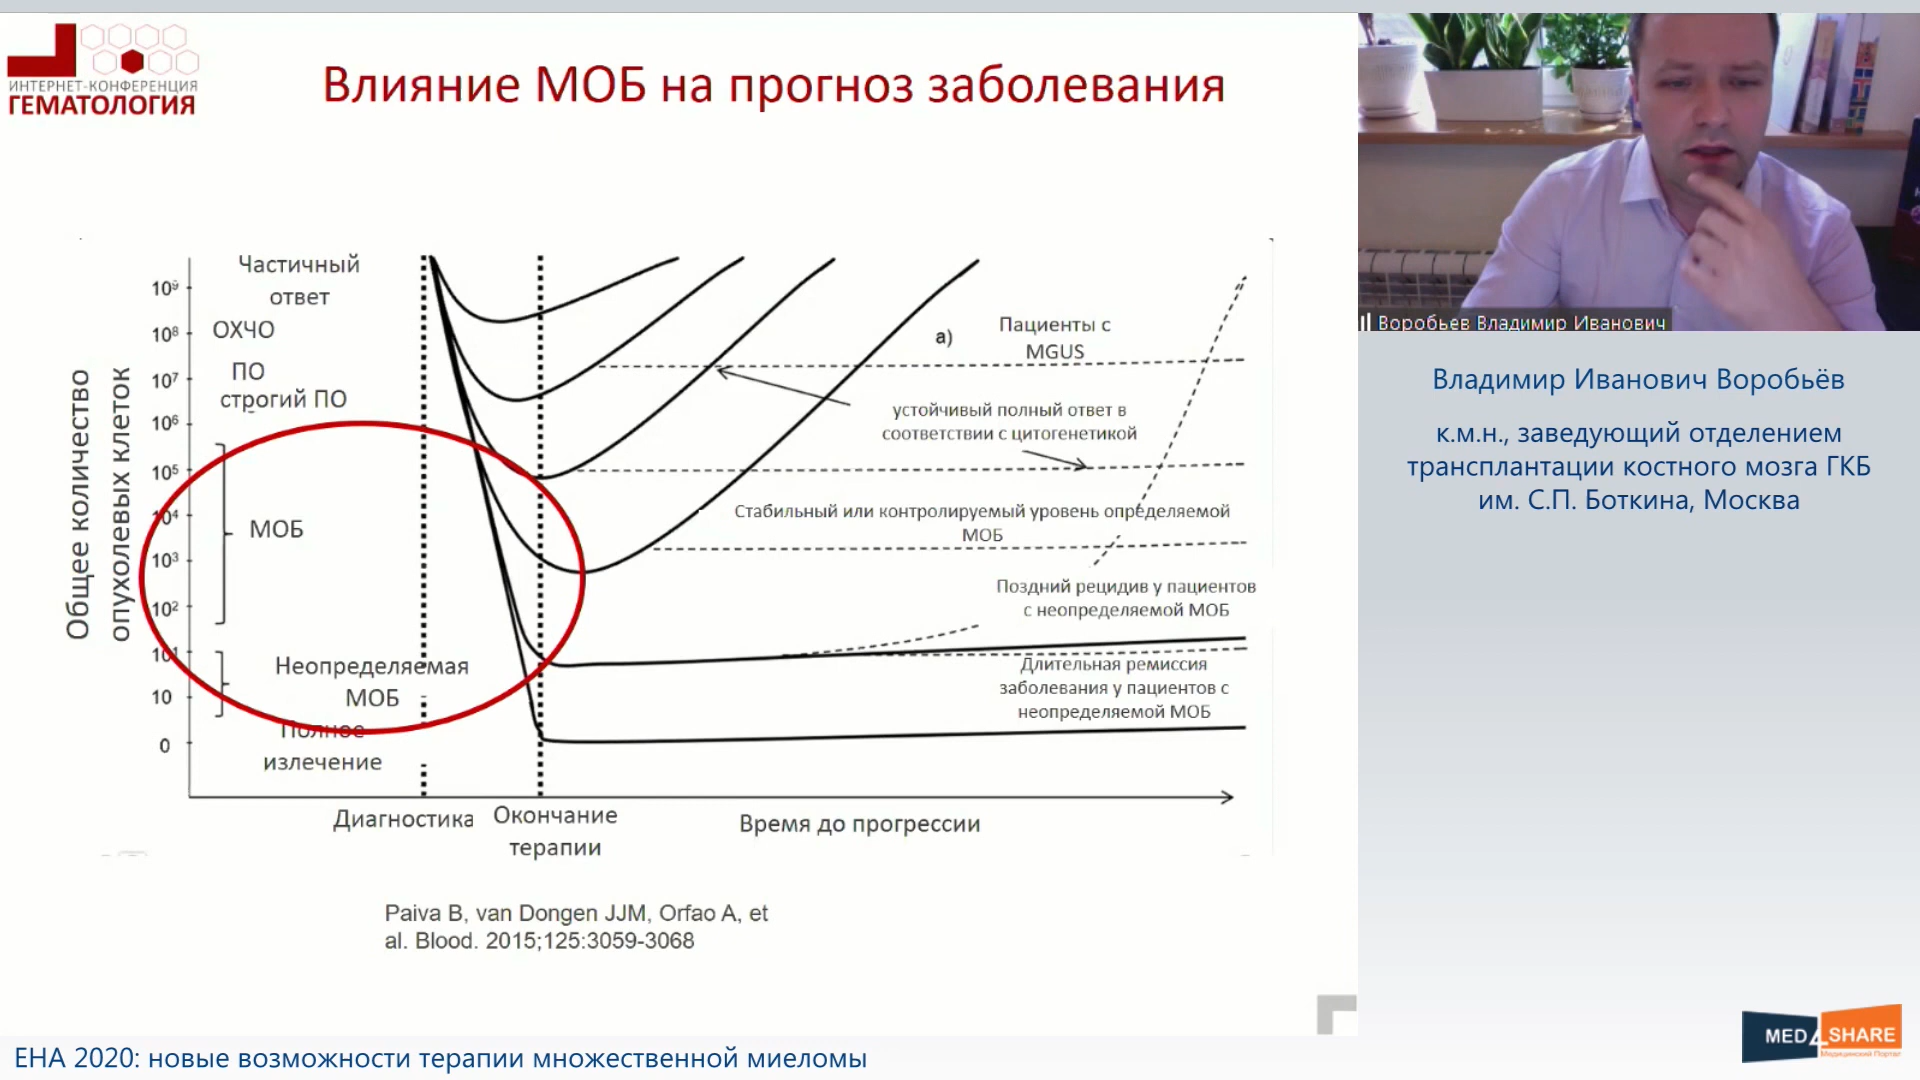 ИНТЕРНЕТ-КОНФЕРЕНЦИЯ
ГЕМАТОЛОГИЯ
Влияние МОБ на прогноз заболевания
Общее количество
опухолевых клеток
10⁹
10⁸
10⁷
10⁶
10⁵
10⁴
10³
10²
10¹
10
0
Частичный
ответ
ОХЧО
ПО
строгий ПО
МОБ
Неопределяемая
МОБ
Полное
излечение
а)
Пациенты с
MGUS
устойчивый полный ответ в
соответствии с цитогенетикой
Стабильный или контролируемый уровень определяемой
МОБ
Поздний рецидив у пациентов
с неопределяемой МОБ
Длительная ремиссия
заболевания у пациентов с
неопределяемой МОБ
Диагностика
Окончание
терапии
Время до прогрессии
Paiva B, van Dongen JJM, Orfao A, et
al. Blood. 2015;125:3059-3068
Воробьев Владимир Иванович
Владимир Иванович Воробьёв
к.м.н., заведующий отделением
трансплантации костного мозга ГКБ
им. С.П. Боткина, Москва
MED4SHARE
Медицинский Портал
EHA 2020: новые возможности терапии множественной миеломы